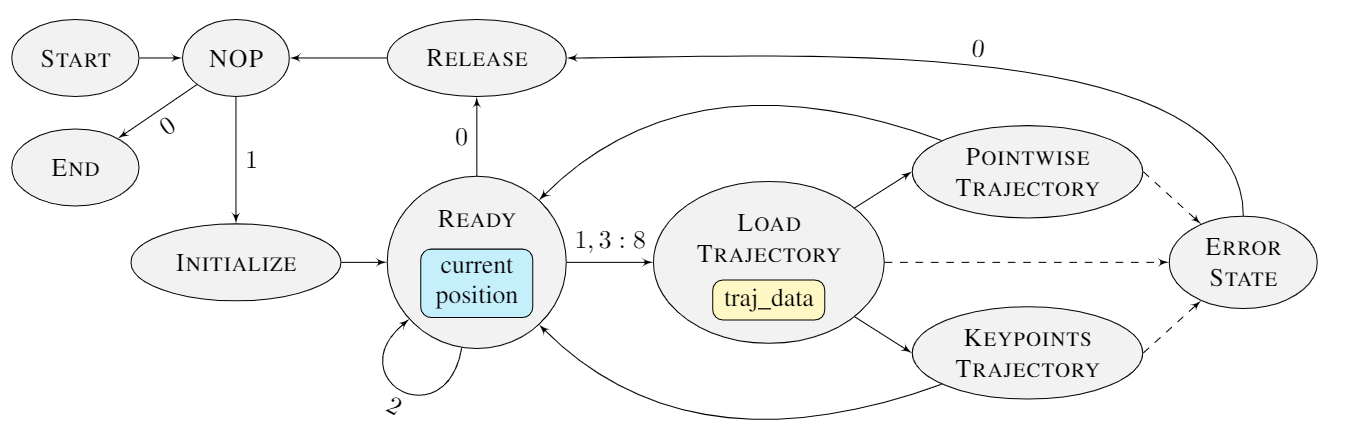 START
NOP
RELEASE
0
END
0
1
0
POINTWISE
TRAJECTORY
INITIALIZE
READY
current
position
1, 3 : 8
LOAD
TRAJECTORY
traj_data
ERROR
STATE
KEYPOINTS
TRAJECTORY
2